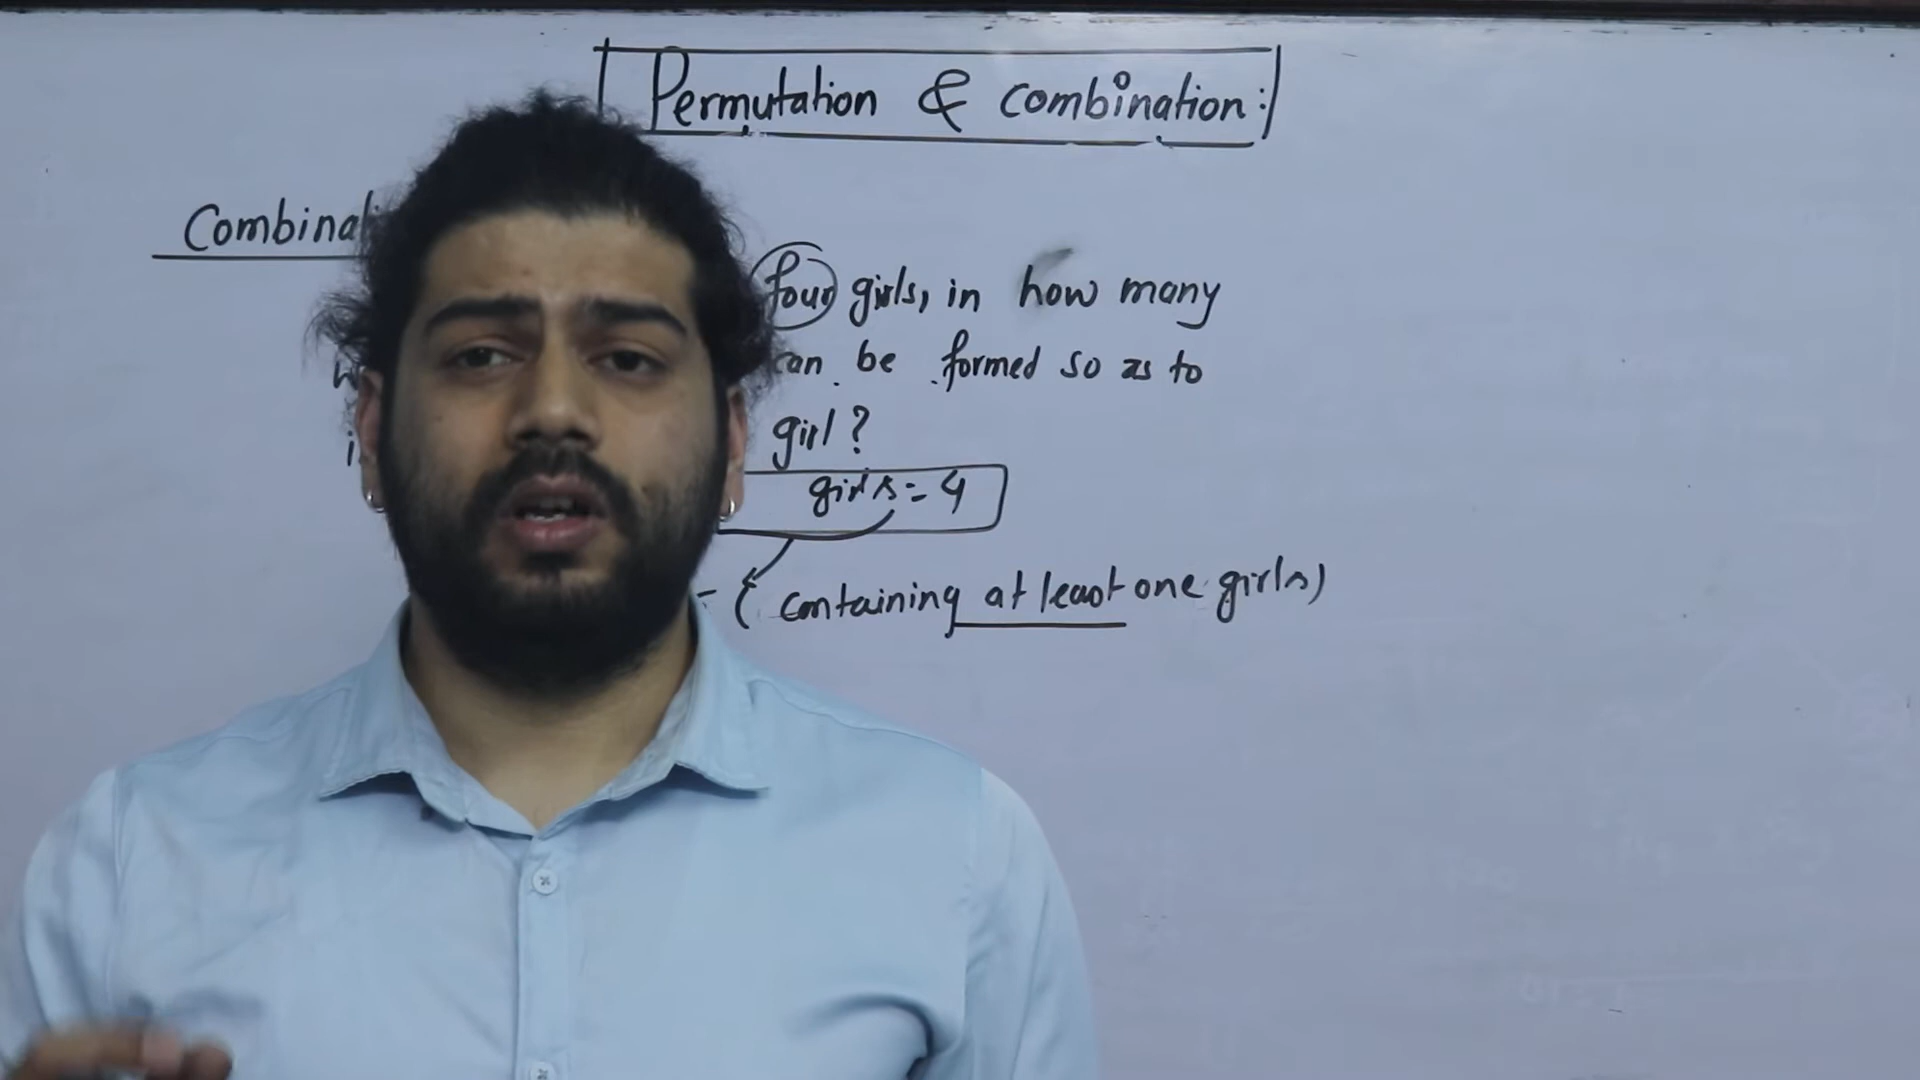 Permutation & combination:
Combinati
four girls, in how many
can be formed so as to
girl?
girls = 4
- ( containing at least one girls)